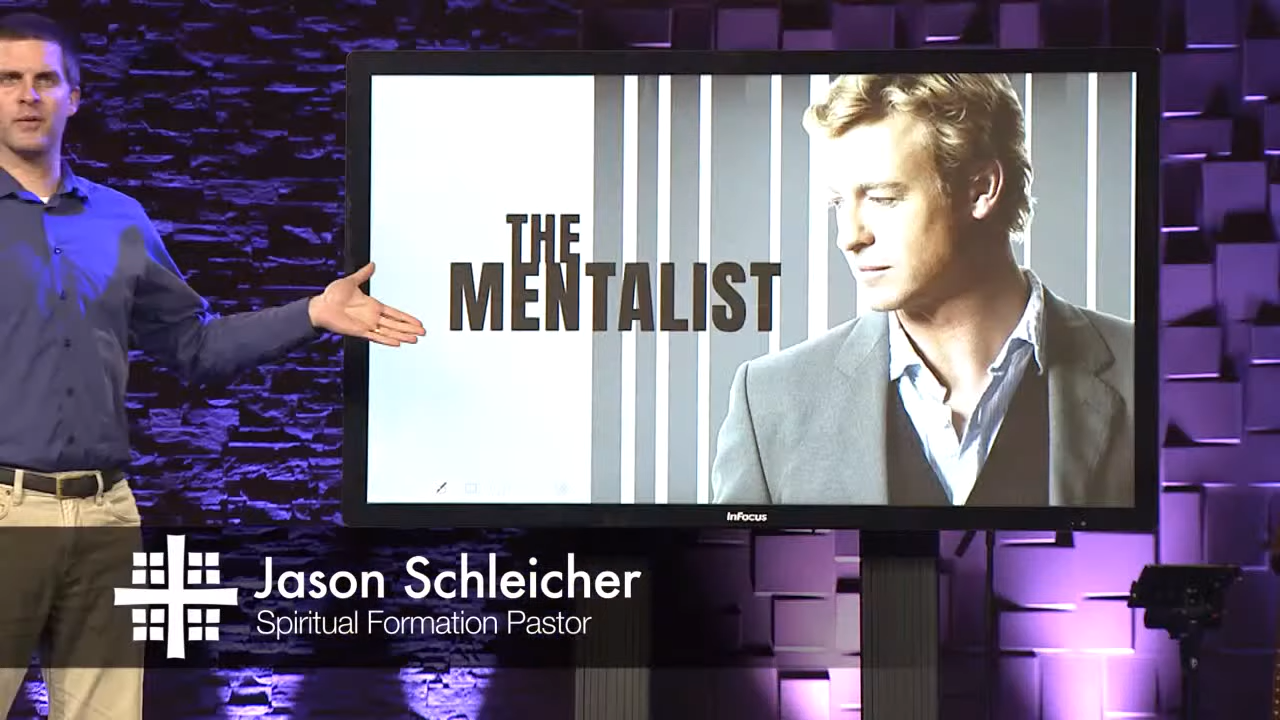 THE
MENTALIST
InFocus
Jason Schleicher
Spiritual Formation Pastor